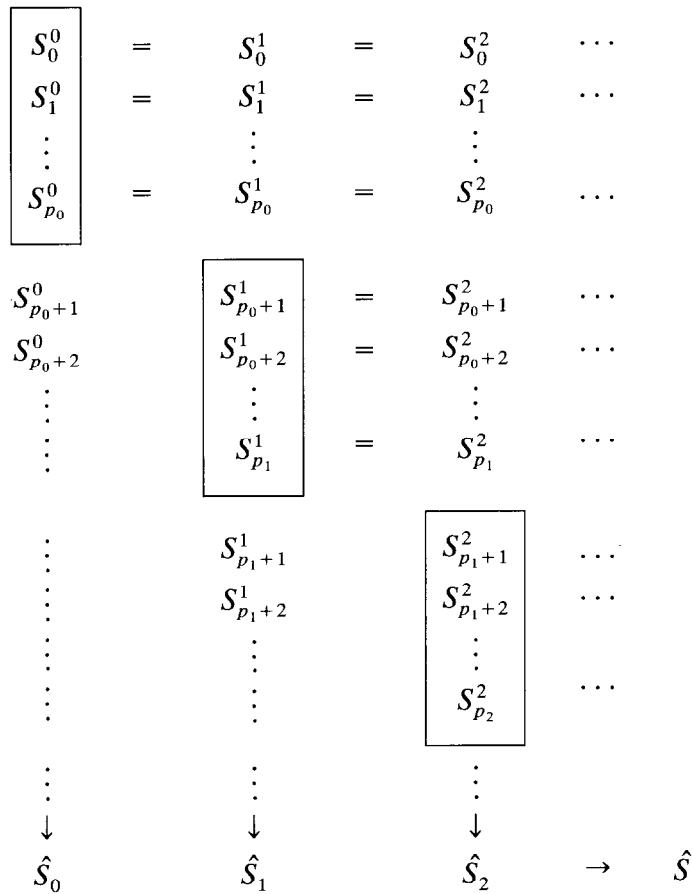 S_0^0 = S_0^1 = S_0^2 ⋯
S_1^0 = S_1^1 = S_1^2 ⋯
⋮ ⋮ ⋮
S_{p_0}^0 = S_{p_0}^1 = S_{p_0}^2 ⋯
S_{p_0+1}^0 S_{p_0+1}^1 = S_{p_0+1}^2 ⋯
S_{p_0+2}^0 S_{p_0+2}^1 = S_{p_0+2}^2 ⋯
⋮ ⋮ ⋮
S_{p_1}^1 = S_{p_1}^2 ⋯
⋮ S_{p_1+1}^1 S_{p_1+1}^2 ⋯
⋮ S_{p_1+2}^1 S_{p_1+2}^2 ⋯
⋮ ⋮ ⋮
⋮ ⋮ S_{p_2}^2 ⋯
⋮ ⋮ ⋮
↓ ↓ ↓
Ŝ_0 Ŝ_1 Ŝ_2 → Ŝ